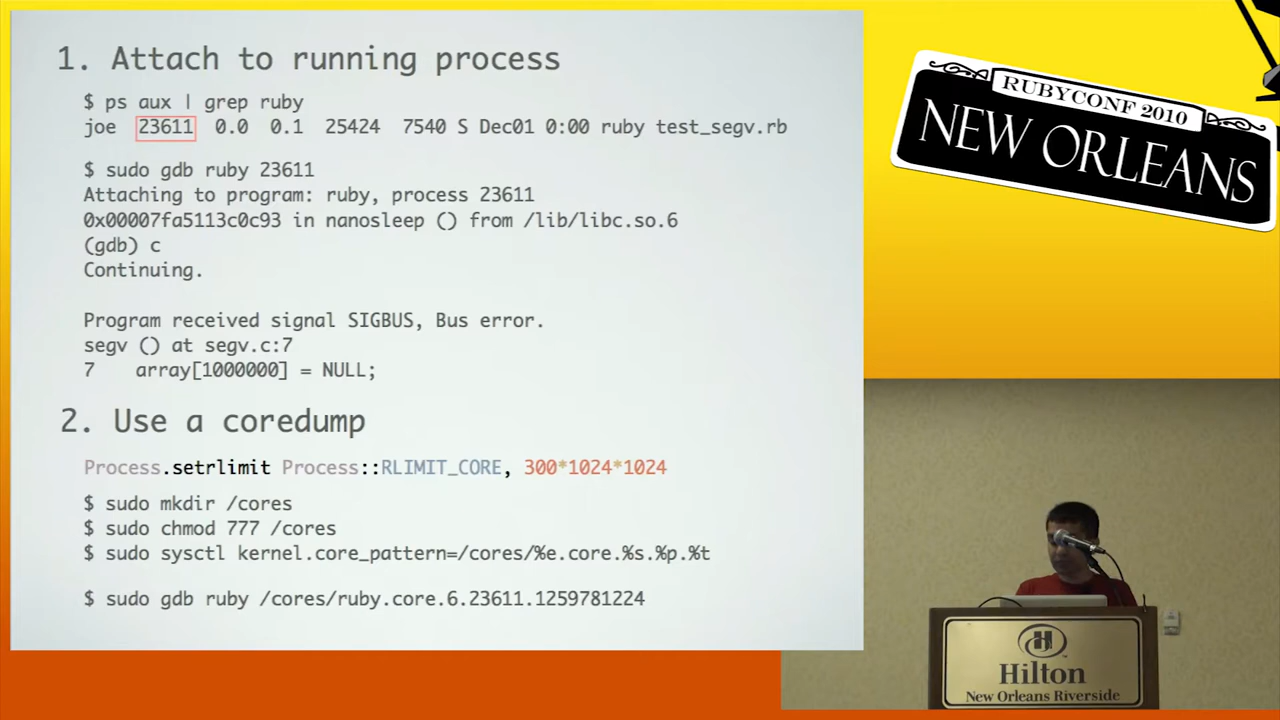 1. Attach to running process
$ ps aux | grep ruby
joe 23611 0.0 0.1 25424 7540 S Dec01 0:00 ruby test_segv.rb
$ sudo gdb ruby 23611
Attaching to program: ruby, process 23611
0x00007fa5113c0c93 in nanosleep () from /lib/libc.so.6
(gdb) c
Continuing.
Program received signal SIGBUS, Bus error.
segv () at segv.c:7
7 array[1000000] = NULL;
2. Use a coredump
Process.setrlimit Process::RLIMIT_CORE, 300*1024*1024
$ sudo mkdir /cores
$ sudo chmod 777 /cores
$ sudo sysctl kernel.core_pattern=/cores/%e.core.%s.%p.%t
$ sudo gdb ruby /cores/ruby.core.6.23611.1259781224
RUBYCONF 2010
NEW ORLEANS
H
Hilton
New Orleans Riverside